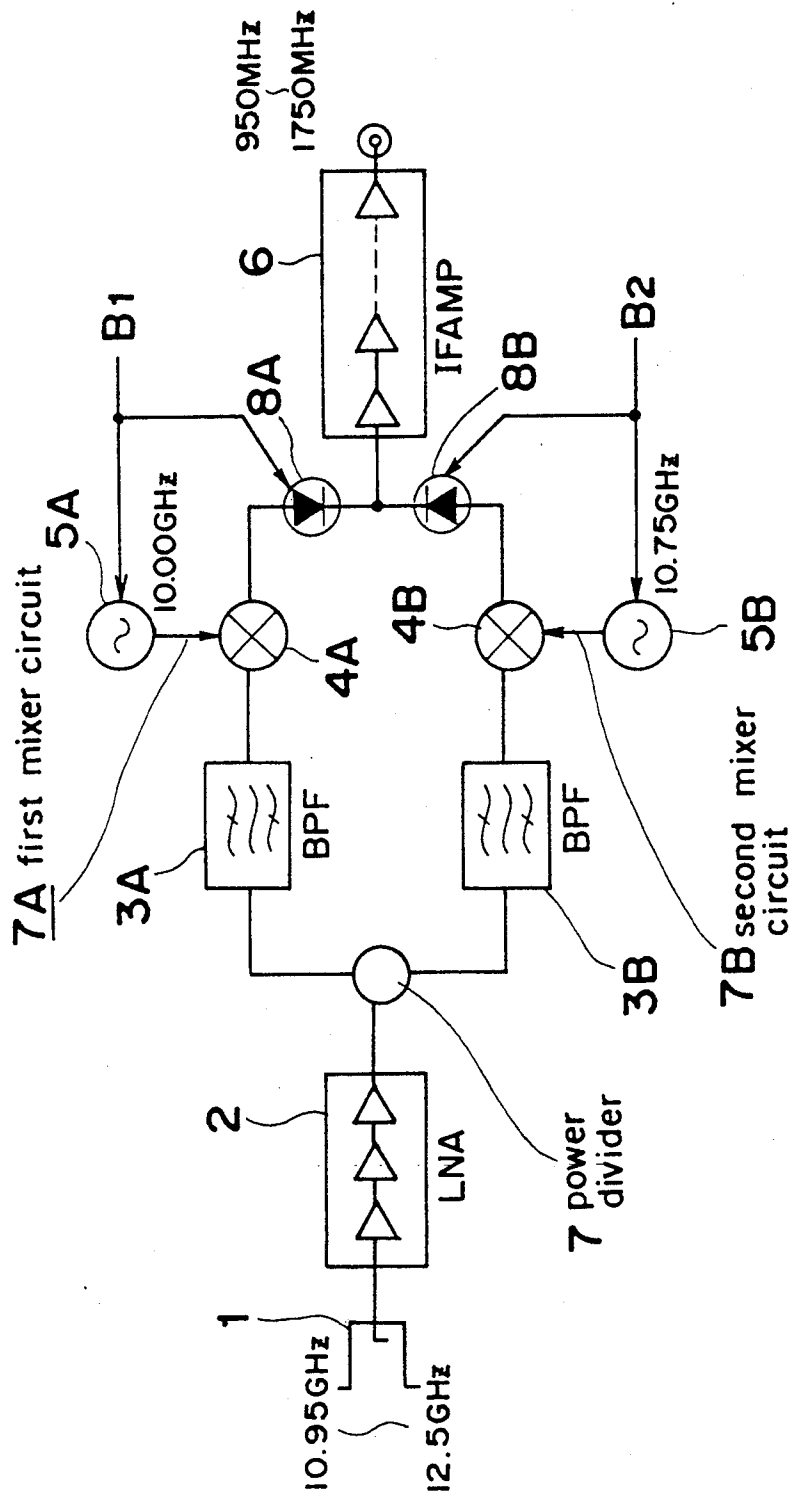 7A first mixer circuit
5A
B1
3A
10.00GHz
2
1
6
950MHz
~
1750MHz
8A
10.95GHz
~
12.5GHz
BPF
4A
4B
LNA
IFAMP
8B
BPF
7 power
divider
3B
B2
10.75GHz
7B second mixer
circuit
5B